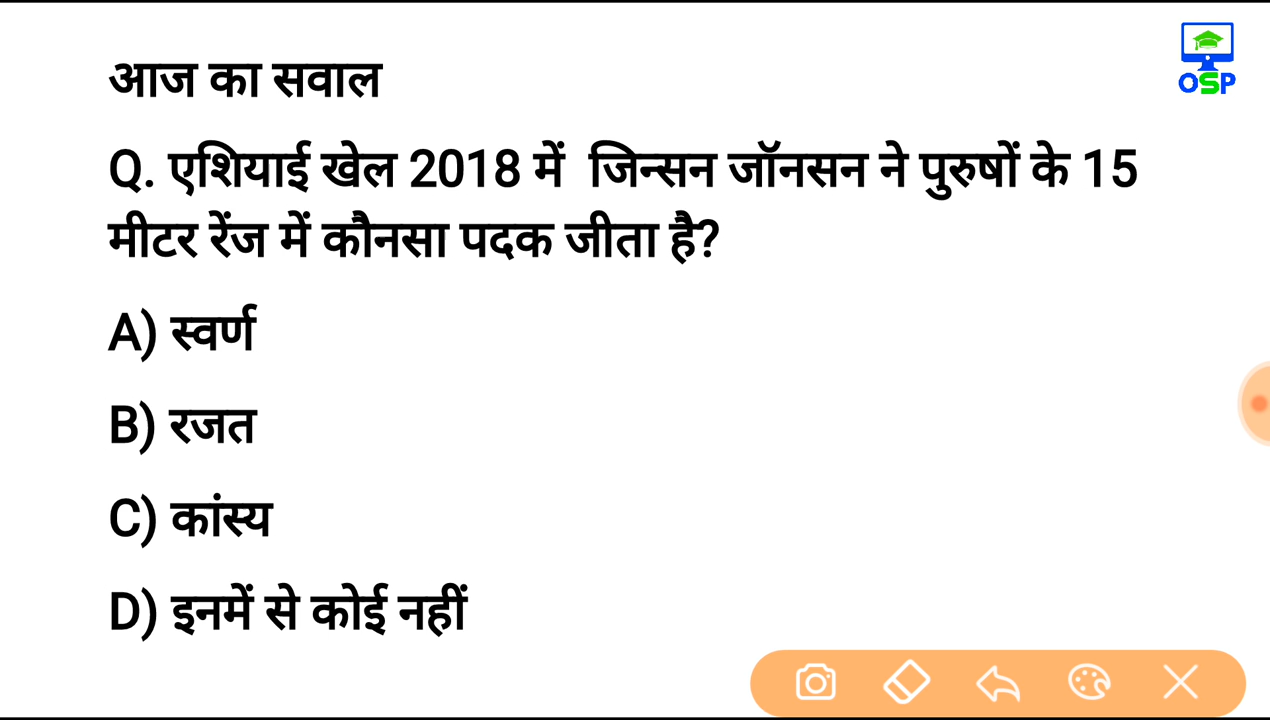 OSP
आज का सवाल
Q. एशियाई खेल 2018 में जिन्सन जॉनसन ने पुरुषों के 15
मीटर रेंज में कौनसा पदक जीता है?
A) स्वर्ण
B) रजत
C) कांस्य
D) इनमें से कोई नहीं